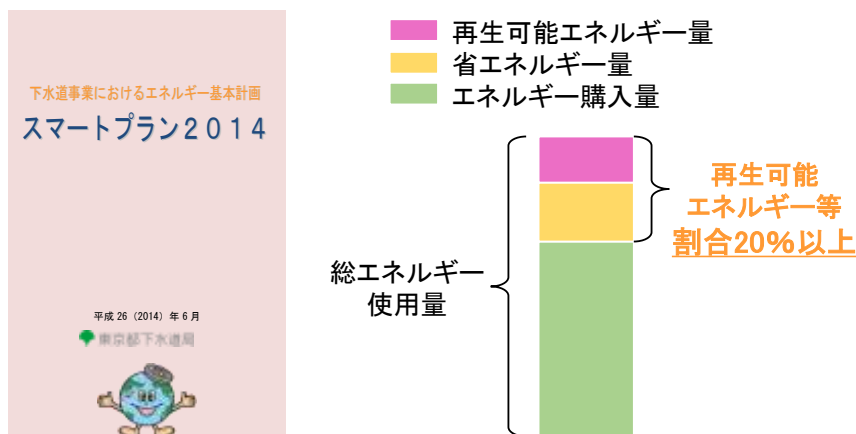 下水道事業におけるエネルギー基本計画
スマートプラン2014
平成26（2014）年6月
東京都下水道局
再生可能エネルギー量
省エネルギー量
エネルギー購入量
総エネルギー
使用量
再生可能
エネルギー等
割合20%以上